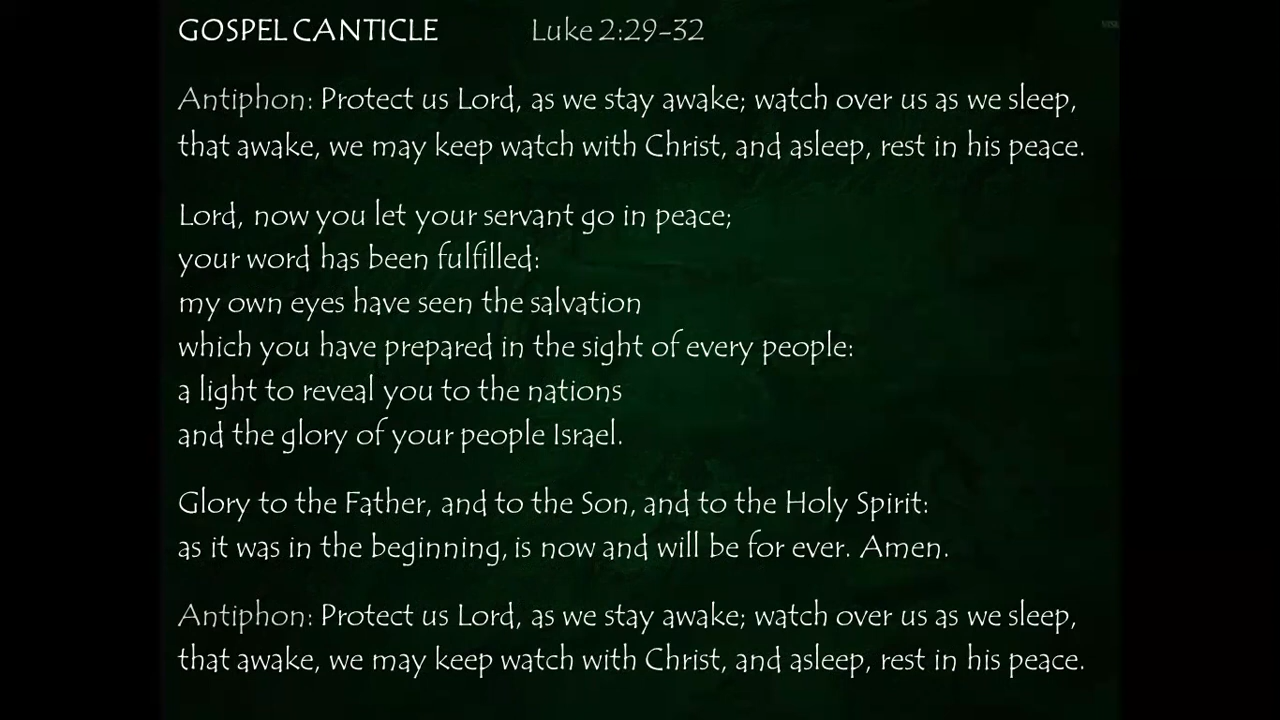 GOSPEL CANTICLE Luke 2:29-32
Antiphon: Protect us Lord, as we stay awake; watch over us as we sleep,
that awake, we may keep watch with Christ, and asleep, rest in his peace.
Lord, now you let your servant go in peace;
your word has been fulfilled:
my own eyes have seen the salvation
which you have prepared in the sight of every people:
a light to reveal you to the nations
and the glory of your people Israel.
Glory to the Father, and to the Son, and to the Holy Spirit:
as it was in the beginning, is now and will be for ever. Amen.
Antiphon: Protect us Lord, as we stay awake; watch over us as we sleep,
that awake, we may keep watch with Christ, and asleep, rest in his peace.